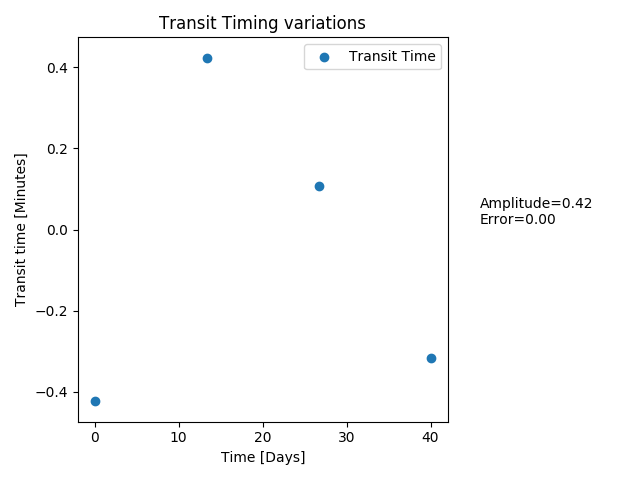 Transit Timing variations
Transit Time
Transit time [Minutes]
0.4
0.2
0.0
−0.2
−0.4
0
10
20
30
40
Time [Days]
Amplitude=0.42
Error=0.00